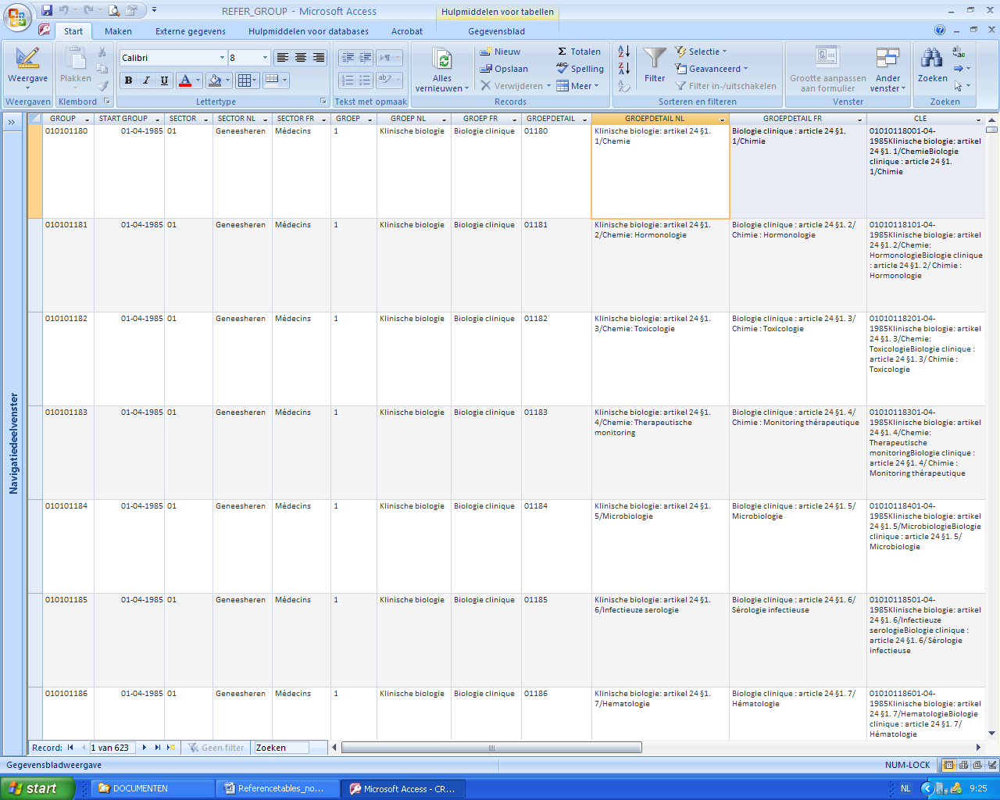 REFER_GROUP - Microsoft Access
Hulpmiddelen voor tabellen
Start Maken Externe gegevens Hulpmiddelen voor databases Acrobat Gegevensblad
Weergave
Weergaven
Plakken
Klembord
Calibri 8
B I U A
Lettertype
Tekst met opmaak
Alles vernieuwen
Nieuw
Opslaan
Verwijderen
Totalen
Spelling
Meer
Records
Filter
Selectie
Geavanceerd
Filter in-/uitschakelen
Sorteren en filteren
Grootte aanpassen aan formulier
Ander venster
Venster
Zoeken
Zoeken
Navigatiedeelvenster
GROUP START GROUP SECTOR SECTOR NL SECTOR FR GROEP GROEP NL GROEP FR GROEPDETAIL GROEPDETAIL NL GROEPDETAIL FR CLE
010101180 01-04-1985 01 Geneesheren Médecins 1 Klinische biologie Biologie clinique 01180 Klinische biologie: artikel 24 §1. 1/Chemie Biologie clinique : article 24 §1. 1/Chimie 01010118001-04-1985Klinische biologie: artikel 24 §1. 1/ChemieBiologie clinique : article 24 §1. 1/Chimie
010101181 01-04-1985 01 Geneesheren Médecins 1 Klinische biologie Biologie clinique 01181 Klinische biologie: artikel 24 §1. 2/Chemie: Hormonologie Biologie clinique : article 24 §1. 2/ Chimie : Hormonologie 01010118101-04-1985Klinische biologie: artikel 24 §1. 2/Chemie: HormonologieBiologie clinique : article 24 §1. 2/ Chimie : Hormonologie
010101182 01-04-1985 01 Geneesheren Médecins 1 Klinische biologie Biologie clinique 01182 Klinische biologie: artikel 24 §1. 3/Chemie: Toxicologie Biologie clinique : article 24 §1. 3/ Chimie : Toxicologie 01010118201-04-1985Klinische biologie: artikel 24 §1. 3/Chemie: ToxicologieBiologie clinique : article 24 §1. 3/ Chimie : Toxicologie
010101183 01-04-1985 01 Geneesheren Médecins 1 Klinische biologie Biologie clinique 01183 Klinische biologie: artikel 24 §1. 4/Chemie: Therapeutische monitoring Biologie clinique : article 24 §1. 4/ Chimie : Monitoring thérapeutique 01010118301-04-1985Klinische biologie: artikel 24 §1. 4/Chemie: Therapeutische monitoringBiologie clinique : article 24 §1. 4/ Chimie : Monitoring thérapeutique
010101184 01-04-1985 01 Geneesheren Médecins 1 Klinische biologie Biologie clinique 01184 Klinische biologie: artikel 24 §1. 5/Microbiologie Biologie clinique : article 24 §1. 5/ Microbiologie 01010118401-04-1985Klinische biologie: artikel 24 §1. 5/MicrobiologieBiologie clinique : article 24 §1. 5/ Microbiologie
010101185 01-04-1985 01 Geneesheren Médecins 1 Klinische biologie Biologie clinique 01185 Klinische biologie: artikel 24 §1. 6/Infectieuze serologie Biologie clinique : article 24 §1. 6/ Sérologie infectieuse 01010118501-04-1985Klinische biologie: artikel 24 §1. 6/Infectieuze serologieBiologie clinique : article 24 §1. 6/ Sérologie infectieuse
010101186 01-04-1985 01 Geneesheren Médecins 1 Klinische biologie Biologie clinique 01186 Klinische biologie: artikel 24 §1. 7/Hematologie Biologie clinique : article 24 §1. 7/ Hématologie 01010118601-04-1985Klinische biologie: artikel 24 §1. 7/HematologieBiologie clinique : article 24 §1. 7/ Hématologie
Record: 1 van 623 Geen filter Zoeken
Gegevensbladweergave NUM-LOCK
start DOCUMENTEN Referencetables_no... Microsoft Access - CR... NL 9:25